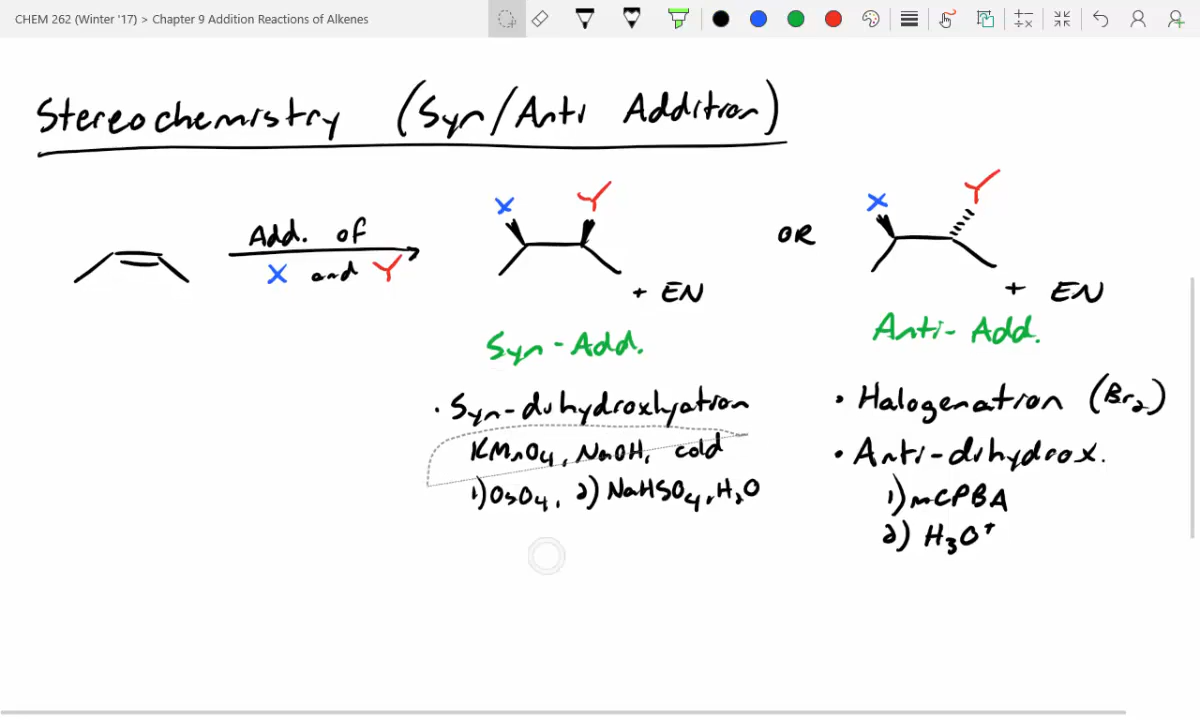 CHEM 262 (Winter '17) > Chapter 9 Addition Reactions of Alkenes
Stereochemistry (Syn/Anti Addition)
Add. of
X and Y
X Y
+ EN
Syn-Add.
• Syn-dihydroxlyation
KMnO4, NaOH, cold
1) OsO4, 2) NaHSO4, H2O
OR
X Y
+ EN
Anti-Add.
• Halogenation (Br2)
• Anti-dihydrox.
1) mCPBA
2) H3O+